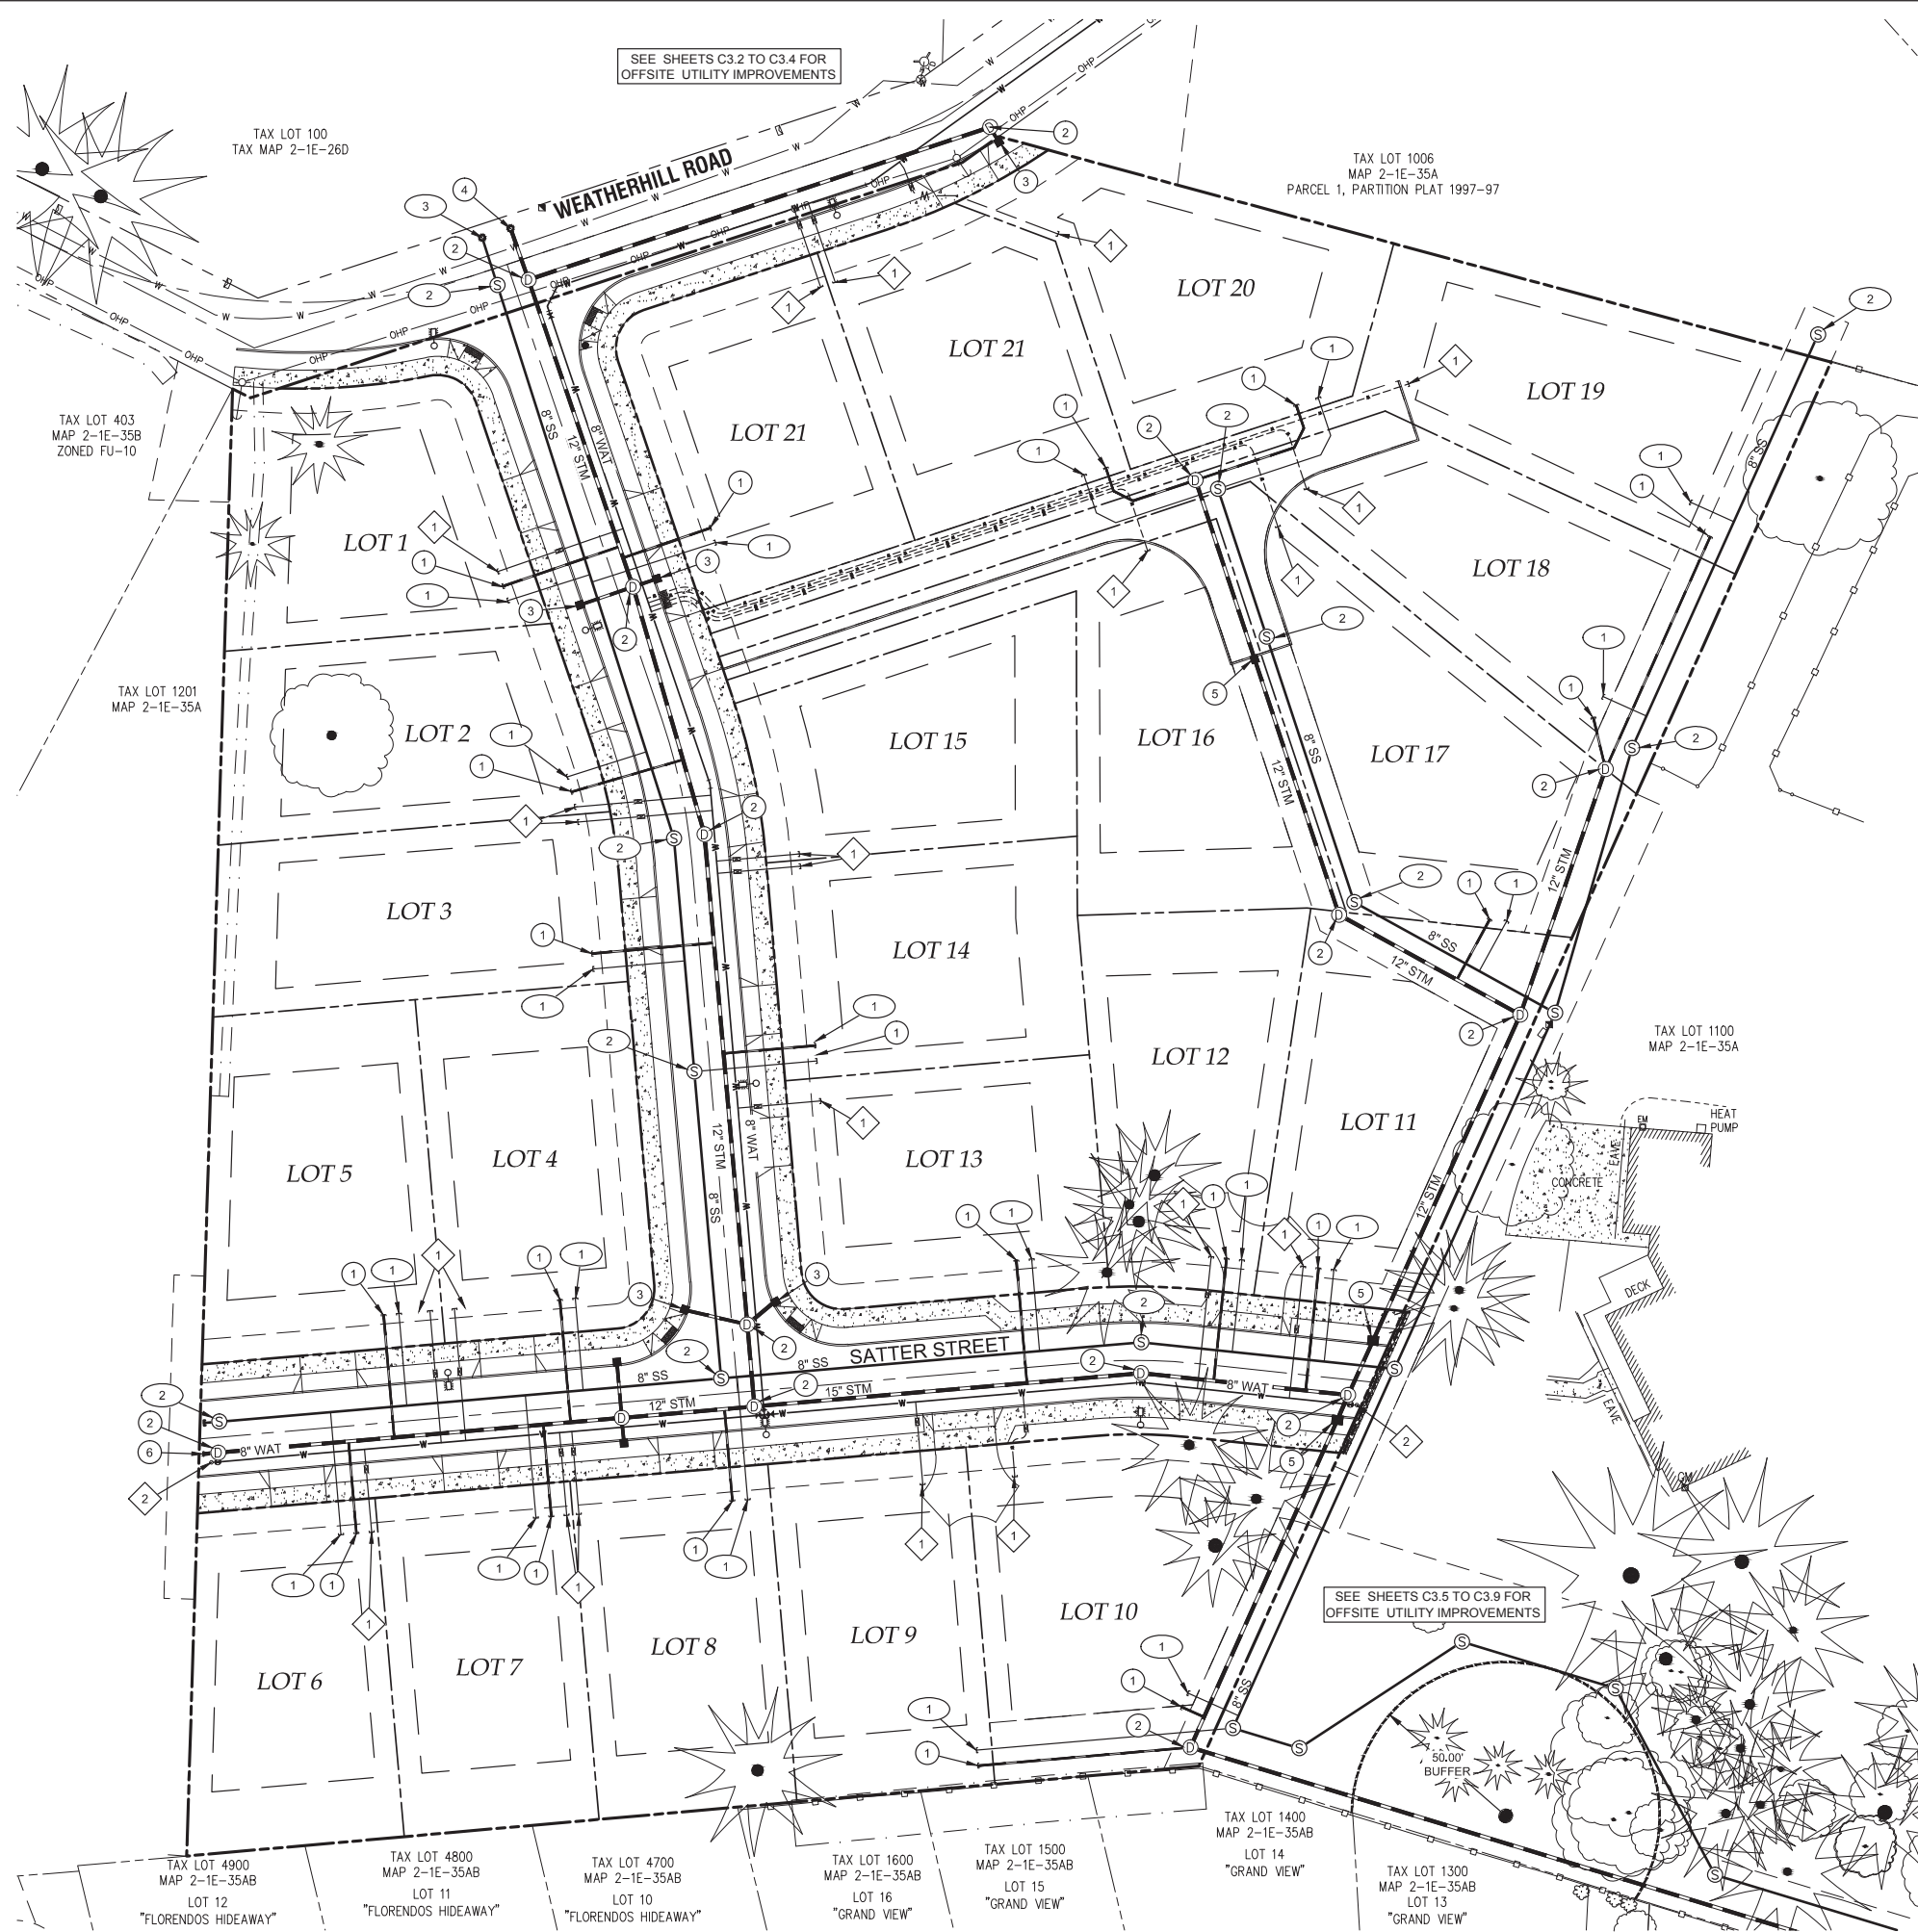 SEE SHEETS C3.2 TO C3.4 FOR
OFFSITE UTILITY IMPROVEMENTS
TAX LOT 100
TAX MAP 2-1E-26D
WEATHERHILL ROAD
TAX LOT 1006
MAP 2-1E-35A
PARCEL 1, PARTITION PLAT 1997-97
TAX LOT 403
MAP 2-1E-35B
ZONED FU-10
LOT 20
LOT 21
LOT 19
LOT 21
8" SS
12" STM
8" WAT
8" SS
LOT 1
LOT 18
TAX LOT 1201
MAP 2-1E-35A
LOT 2
LOT 15
LOT 16
LOT 17
8" SS
12" STM
12" STM
LOT 3
LOT 14
8" SS
12" STM
TAX LOT 1100
MAP 2-1E-35A
LOT 12
LOT 11
HEAT
PUMP
EM
EAVE
CONCRETE
LOT 5
LOT 4
LOT 13
12" STM
8" WAT
8" SS
12" STM
DECK
SATTER STREET
8" SS
8" SS
15" STM
12" STM
8" WAT
8" WAT
EAVE
GM
SEE SHEETS C3.5 TO C3.9 FOR
OFFSITE UTILITY IMPROVEMENTS
LOT 10
LOT 9
LOT 8
LOT 7
LOT 6
8" SS
50.00'
BUFFER
TAX LOT 4900
MAP 2-1E-35AB
LOT 12
"FLORENDOS HIDEAWAY"
TAX LOT 4800
MAP 2-1E-35AB
LOT 11
"FLORENDOS HIDEAWAY"
TAX LOT 4700
MAP 2-1E-35AB
LOT 10
"FLORENDOS HIDEAWAY"
TAX LOT 1600
MAP 2-1E-35AB
LOT 16
"GRAND VIEW"
TAX LOT 1500
MAP 2-1E-35AB
LOT 15
"GRAND VIEW"
TAX LOT 1400
MAP 2-1E-35AB
LOT 14
"GRAND VIEW"
TAX LOT 1300
MAP 2-1E-35AB
LOT 13
"GRAND VIEW"